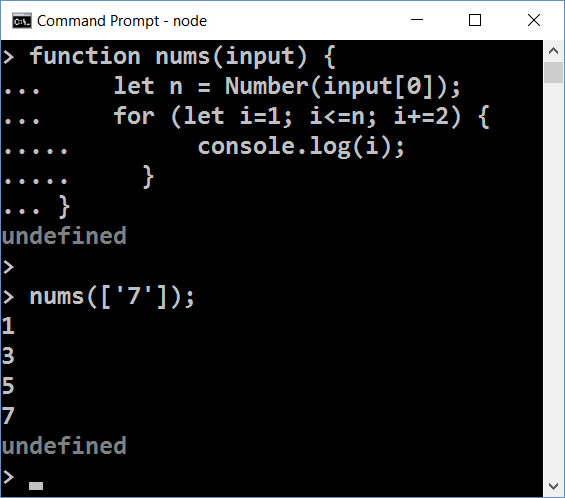 Command Prompt - node
> function nums(input) {
...     let n = Number(input[0]);
...     for (let i=1; i<=n; i+=2) {
.....         console.log(i);
.....     }
... }
undefined
>
> nums(['7']);
1
3
5
7
undefined
>